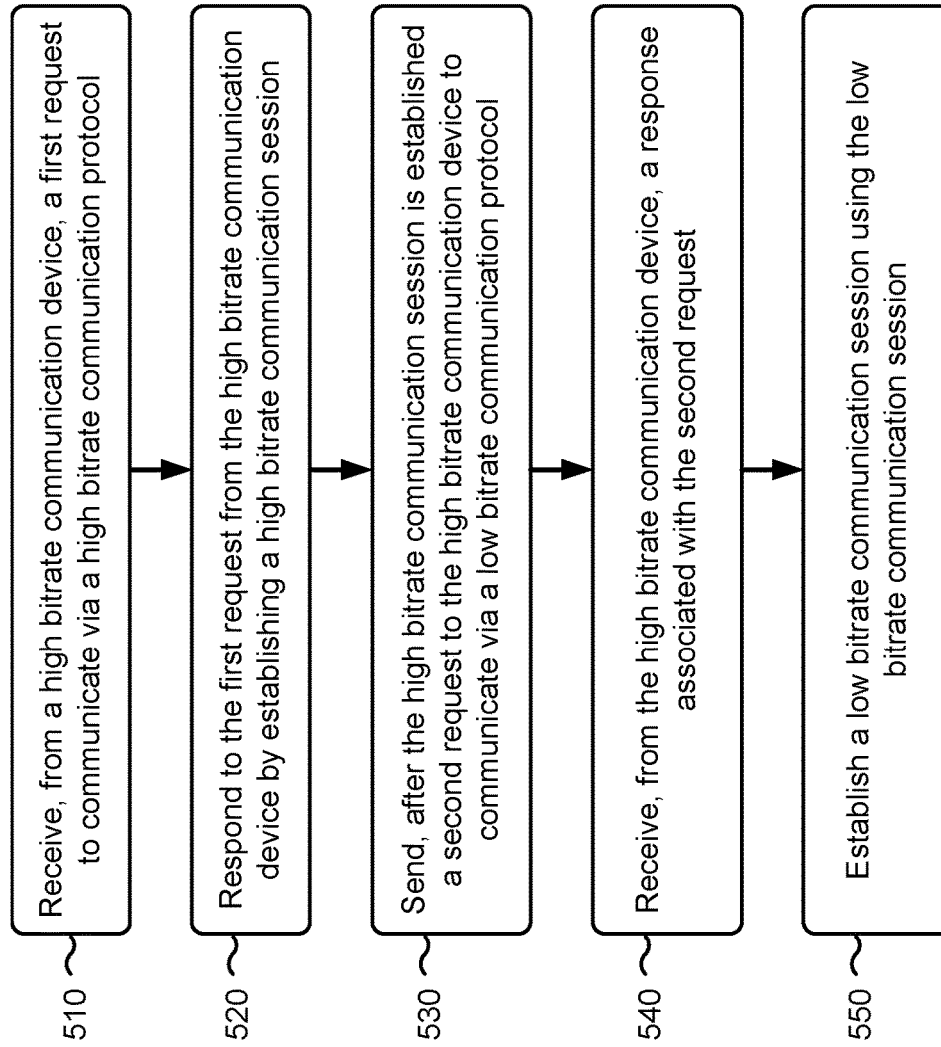 510
Receive, from a high bitrate communication device, a first request
to communicate via a high bitrate communication protocol
520
Respond to the first request from the high bitrate communication
device by establishing a high bitrate communication session
530
Send, after the high bitrate communication session is established
a second request to the high bitrate communication device to
communicate via a low bitrate communication protocol
540
Receive, from the high bitrate communication device, a response
associated with the second request
550
Establish a low bitrate communication session using the low
bitrate communication session